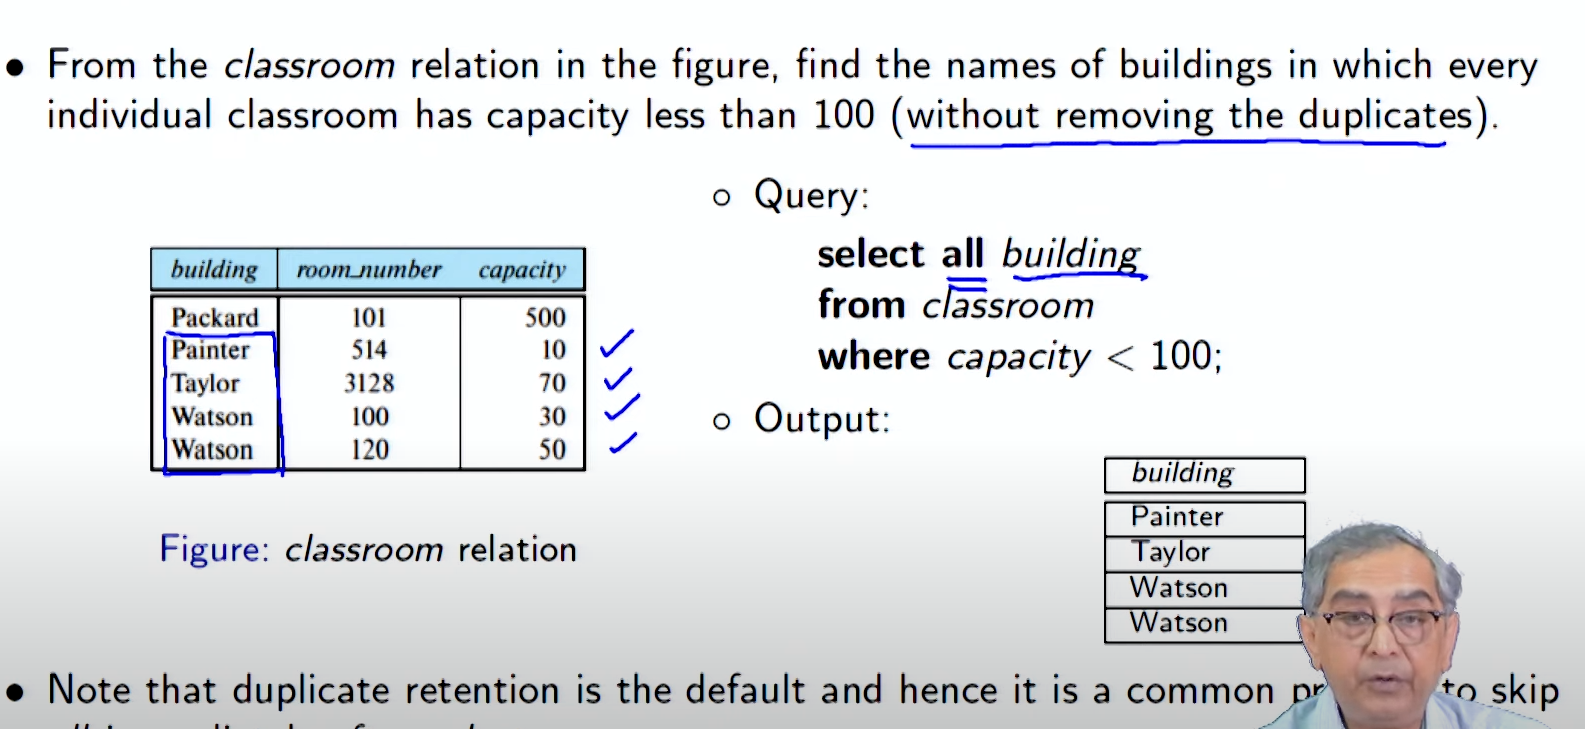 • From the classroom relation in the figure, find the names of buildings in which every
individual classroom has capacity less than 100 (without removing the duplicates).
○ Query:
select all building
from classroom
where capacity < 100;
building room_number capacity
Packard 101 500
Painter 514 10
Taylor 3128 70
Watson 100 30
Watson 120 50
Figure: classroom relation
○ Output:
building
Painter
Taylor
Watson
Watson
• Note that duplicate retention is the default and hence it is a common to skip